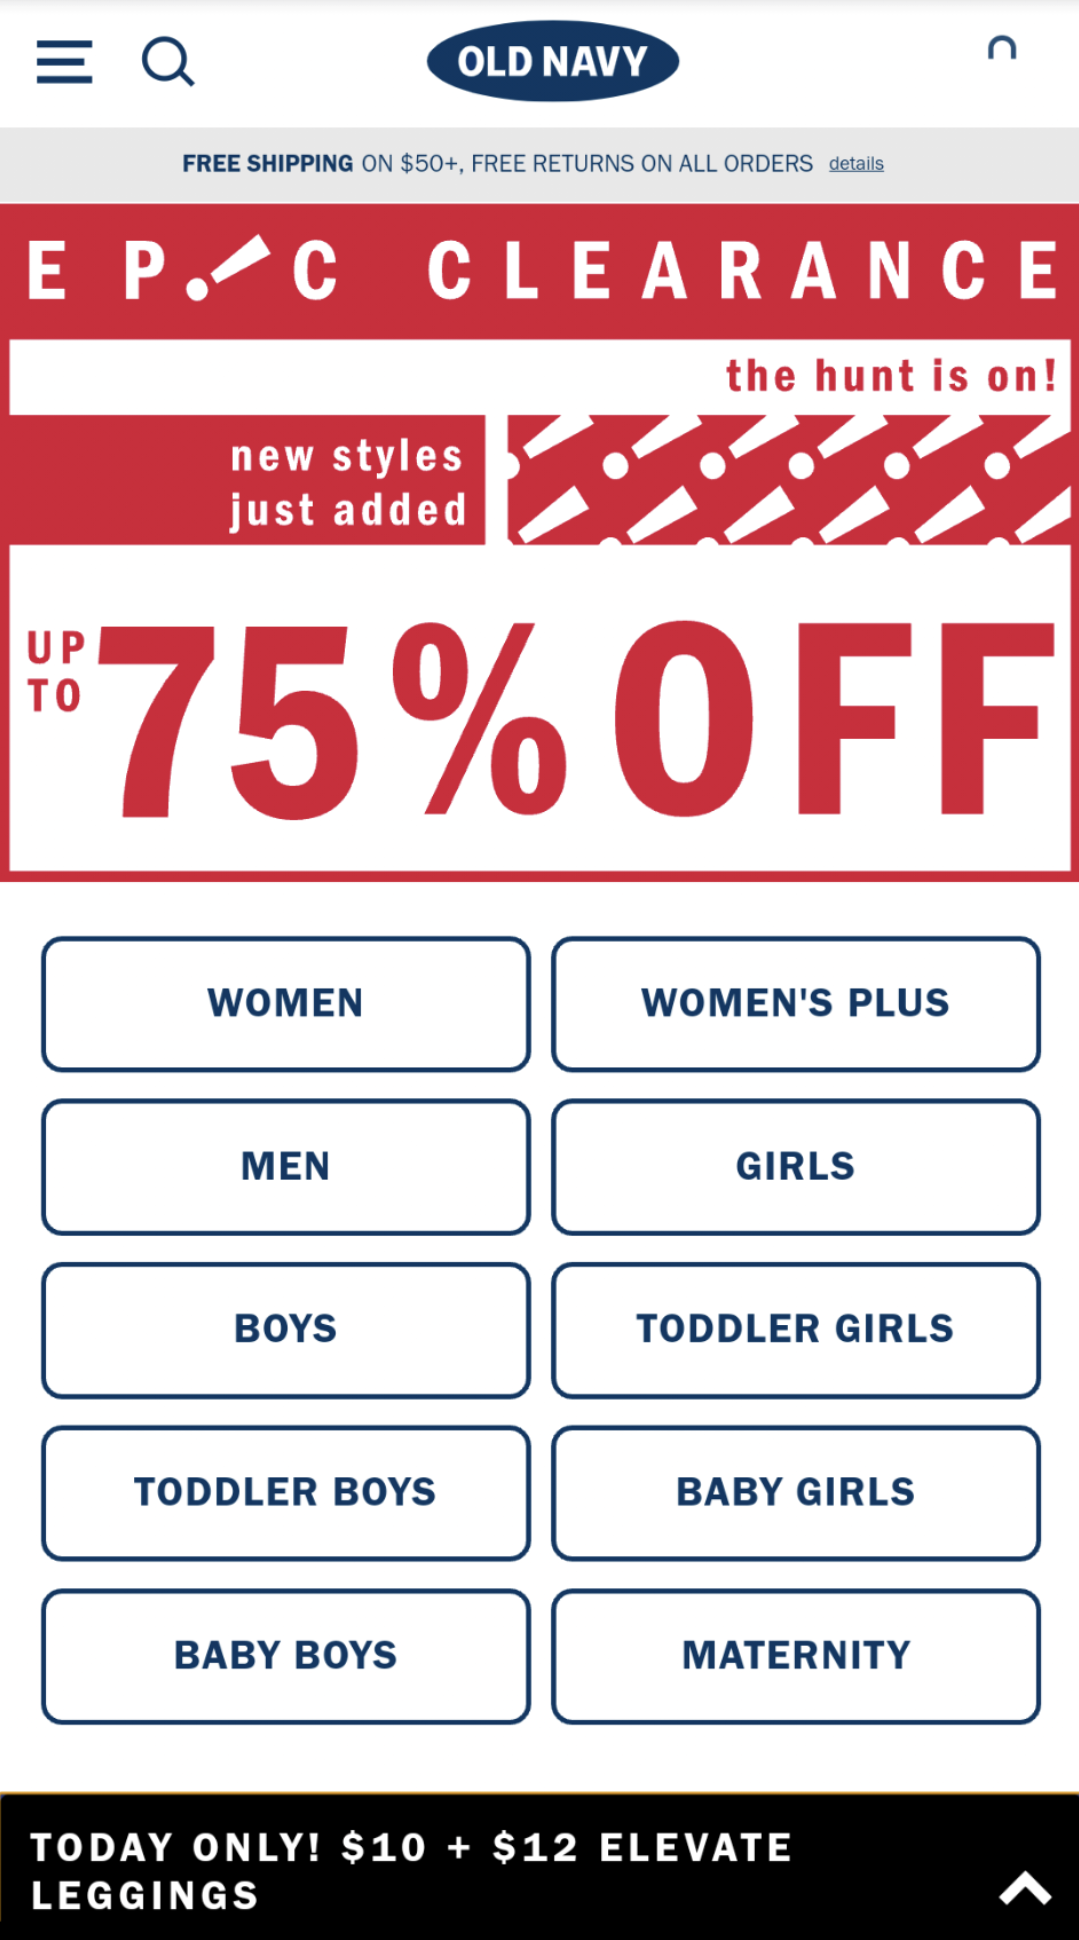 OLD NAVY
FREE SHIPPING ON $50+, FREE RETURNS ON ALL ORDERS details
EP!C CLEARANCE
the hunt is on!
new styles
just added
UP TO 75% OFF
WOMEN
WOMEN'S PLUS
MEN
GIRLS
BOYS
TODDLER GIRLS
TODDLER BOYS
BABY GIRLS
BABY BOYS
MATERNITY
TODAY ONLY! $10 + $12 ELEVATE
LEGGINGS